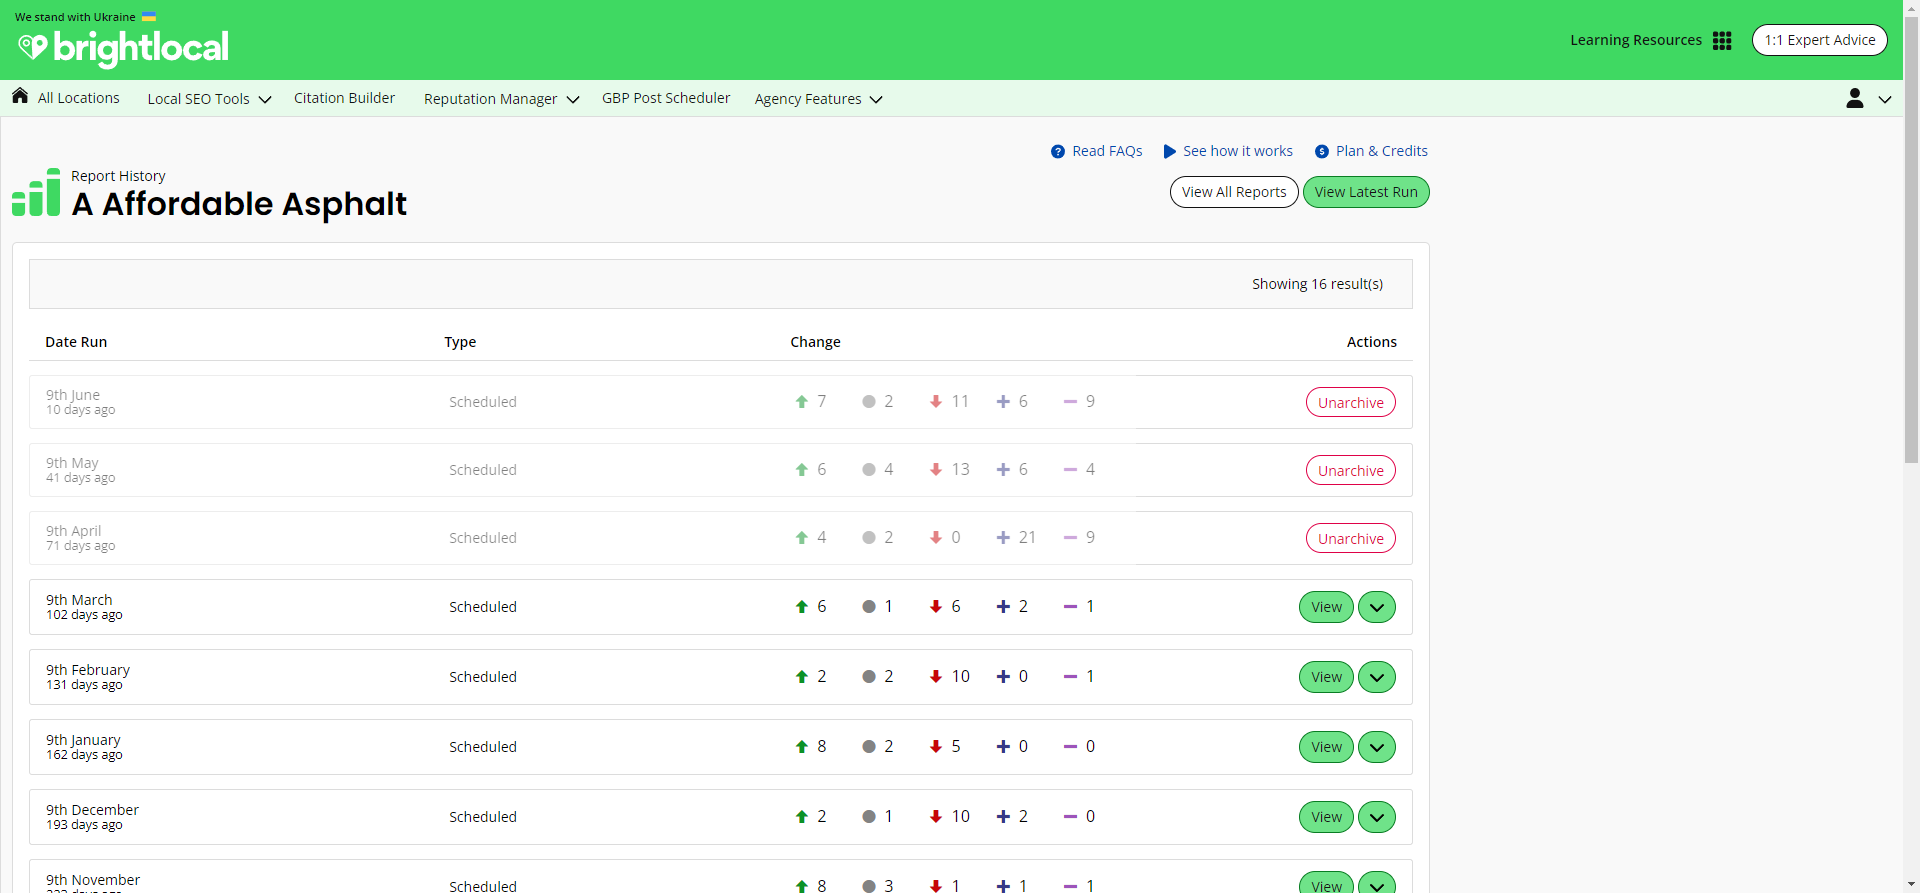 We stand with Ukraine
brightlocal
Learning Resources
1:1 Expert Advice
All Locations
Local SEO Tools
Citation Builder
Reputation Manager
GBP Post Scheduler
Agency Features
Read FAQs
See how it works
Plan & Credits
Report History
A Affordable Asphalt
View All Reports
View Latest Run
Showing 16 result(s)
Date Run Type Change Actions
9th June
10 days ago
Scheduled 7 2 11 6 9 Unarchive
9th May
41 days ago
Scheduled 6 4 13 6 4 Unarchive
9th April
71 days ago
Scheduled 4 2 0 21 9 Unarchive
9th March
102 days ago
Scheduled 6 1 6 2 1 View
9th February
131 days ago
Scheduled 2 2 10 0 1 View
9th January
162 days ago
Scheduled 8 2 5 0 0 View
9th December
193 days ago
Scheduled 2 1 10 2 0 View
9th November
Scheduled 8 3 1 1 1 View